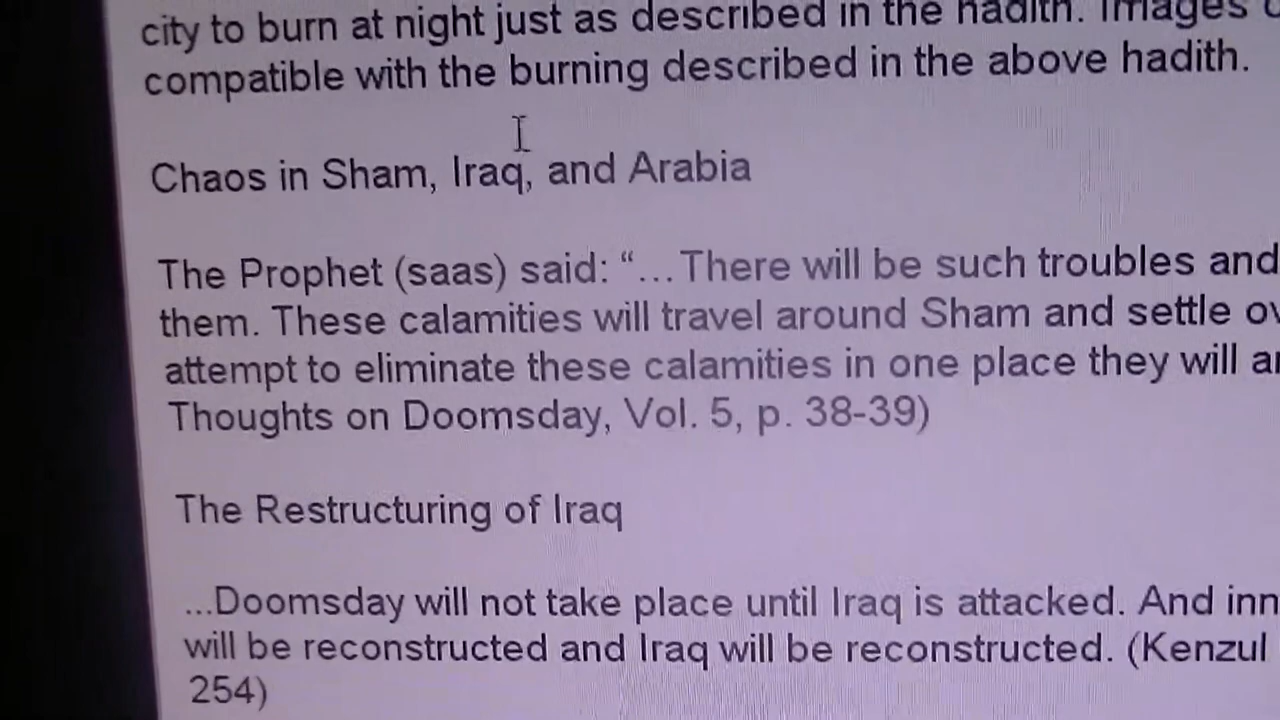 city to burn at night just as described in the hadith. Images
compatible with the burning described in the above hadith.
Chaos in Sham, Iraq, and Arabia
The Prophet (saas) said: “... There will be such troubles and
them. These calamities will travel around Sham and settle
attempt to eliminate these calamities in one place they will
Thoughts on Doomsday, Vol. 5, p. 38-39)
The Restructuring of Iraq
...Doomsday will not take place until Iraq is attacked. And
will be reconstructed and Iraq will be reconstructed. (Kenzul
254)